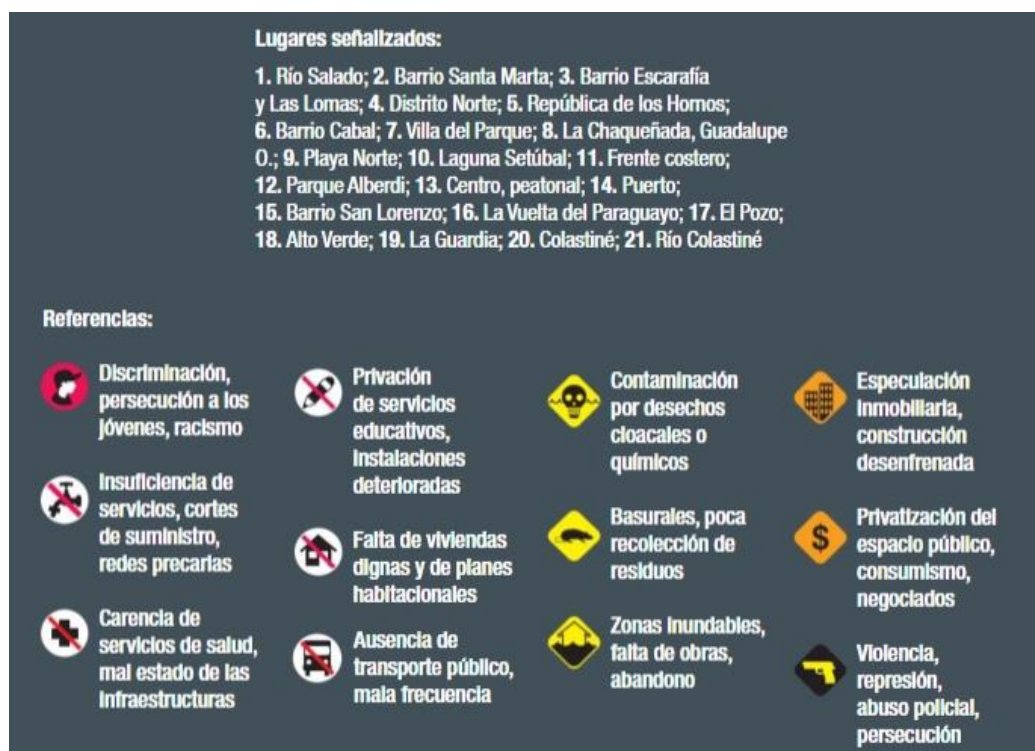 Lugares señalizados:
1. Río Salado; 2. Barrio Santa Marta; 3. Barrio Escarafía
y Las Lomas; 4. Distrito Norte; 5. República de los Hornos;
6. Barrio Cabal; 7. Villa del Parque; 8. La Chaqueñada, Guadalupe
O.; 9. Playa Norte; 10. Laguna Setúbal; 11. Frente costero;
12. Parque Alberdi; 13. Centro, peatonal; 14. Puerto;
15. Barrio San Lorenzo; 16. La Vuelta del Paraguayo; 17. El Pozo;
18. Alto Verde; 19. La Guardia; 20. Colastiné; 21. Río Colastiné
Referencias:
Discriminación,
persecución a los
jóvenes, racismo
Insuficiencia de
servicios, cortes
de suministro,
redes precarias
Carencia de
servicios de salud,
mal estado de las
infraestructuras
Privación
de servicios
educativos,
instalaciones
deterioradas
Falta de viviendas
dignas y de planes
habitacionales
Ausencia de
transporte público,
mala frecuencia
Contaminación
por desechos
cloacales o
químicos
Basurales, poca
recolección de
residuos
Zonas inundables,
falta de obras,
abandono
Especulación
inmobiliaria,
construcción
desenfrenada
$
Privatización del
espacio público,
consumismo,
negociados
Violencia,
represión,
abuso policial,
persecución